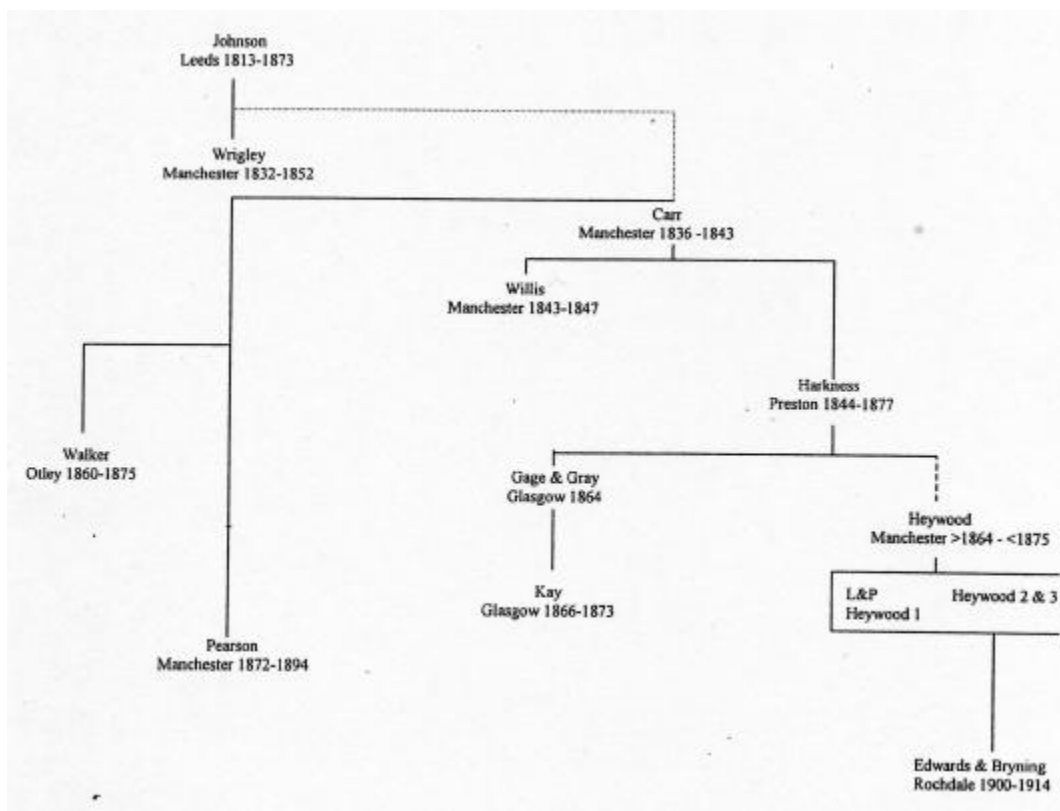 Johnson
Leeds 1813-1873
Wrigley
Manchester 1832-1852
Carr
Manchester 1836 -1843
Willis
Manchester 1843-1847
Harkness
Preston 1844-1877
Walker
Otley 1860-1875
Gage & Gray
Glasgow 1864
Heywood
Manchester >1864 - <1875
Kay
Glasgow 1866-1873
L&P
Heywood 1
Heywood 2 & 3
Pearson
Manchester 1872-1894
Edwards & Bryning
Rochdale 1900-1914